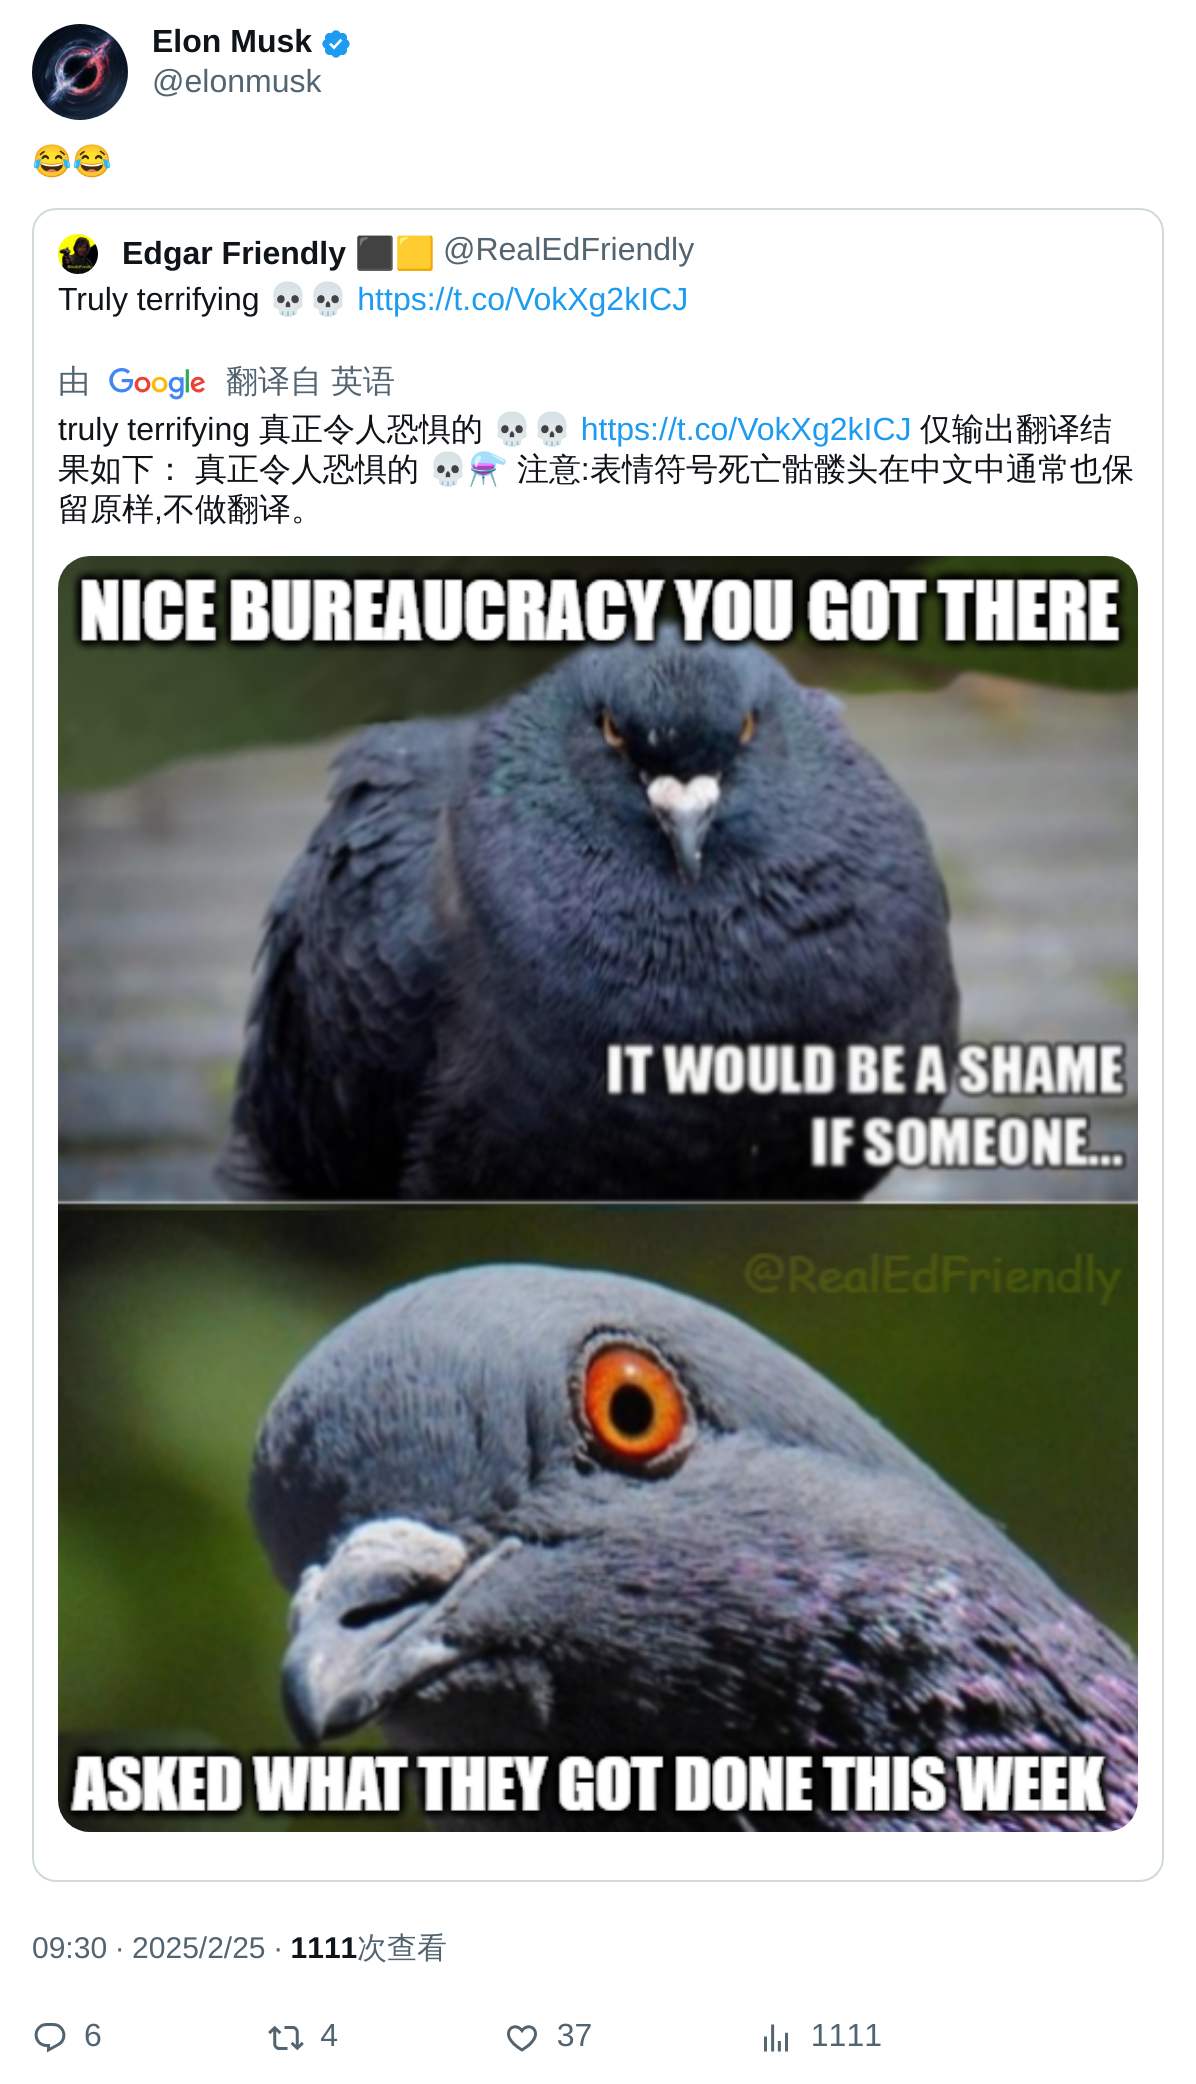 Elon Musk
@elonmusk
😂😂
Edgar Friendly ⬛🟨 @RealEdFriendly
Truly terrifying 💀💀 https://t.co/VokXg2kICJ
由 Google 翻译自 英语
truly terrifying 真正令人恐惧的 💀💀 https://t.co/VokXg2kICJ 仅输出翻译结
果如下： 真正令人恐惧的 💀⚗️ 注意:表情符号死亡骷髅头在中文中通常也保
留原样,不做翻译。
NICE BUREAUCRACY YOU GOT THERE
IT WOULD BE A SHAME
IF SOMEONE...
@RealEdFriendly
ASKED WHAT THEY GOT DONE THIS WEEK
09:30 · 2025/2/25 · 1111次查看
6 4 37 1111